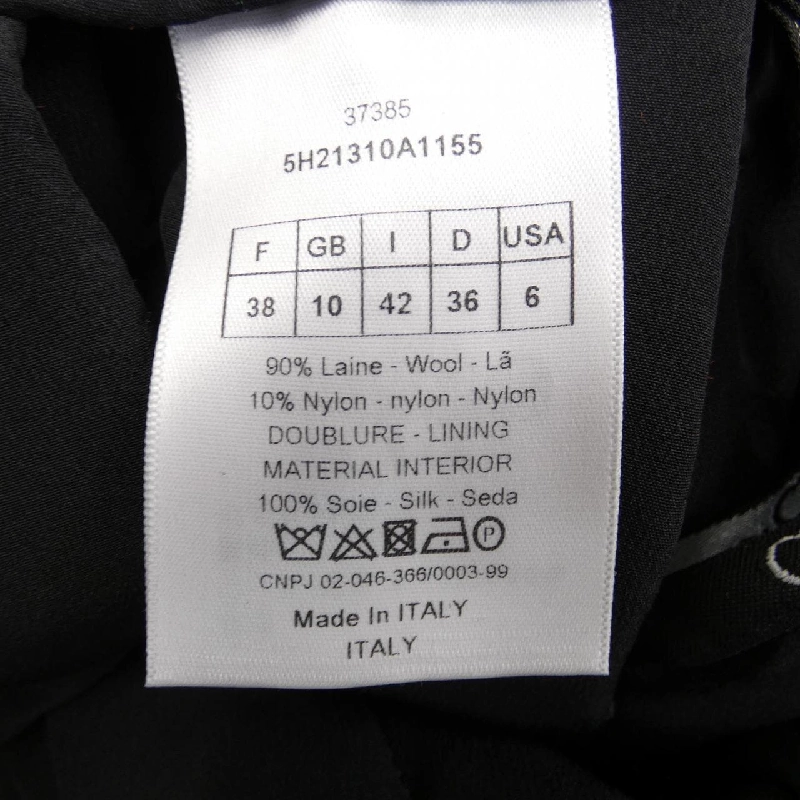 37385
5H21310A1155
F GB I D USA
38 10 42 36 6
90% Laine - Wool - Lã
10% Nylon - nylon - Nylon
DOUBLURE - LINING
MATERIAL INTERIOR
100% Soie - Silk - Seda
P
CNPJ 02-046-366/0003-99
Made In ITALY
ITALY